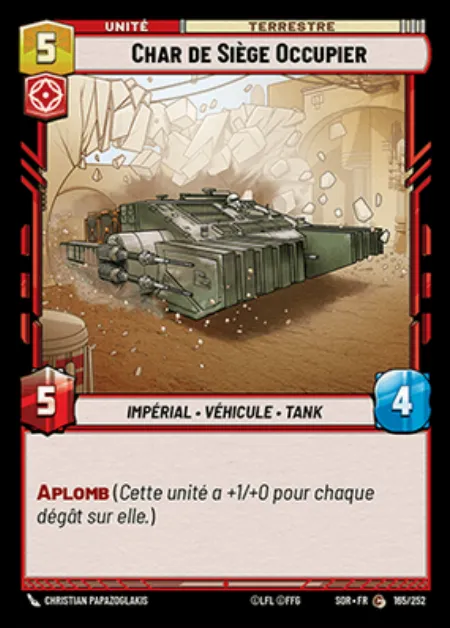 UNITÉ
TERRESTRE
5
CHAR DE SIÈGE OCCUPIER
5
IMPÉRIAL • VÉHICULE • TANK
4
APLOMB (Cette unité a +1/+0 pour chaque
dégât sur elle.)
CHRISTIAN PAPAZOGLAKIS
©LFL ©FFG
SOR • FR
C
165/252